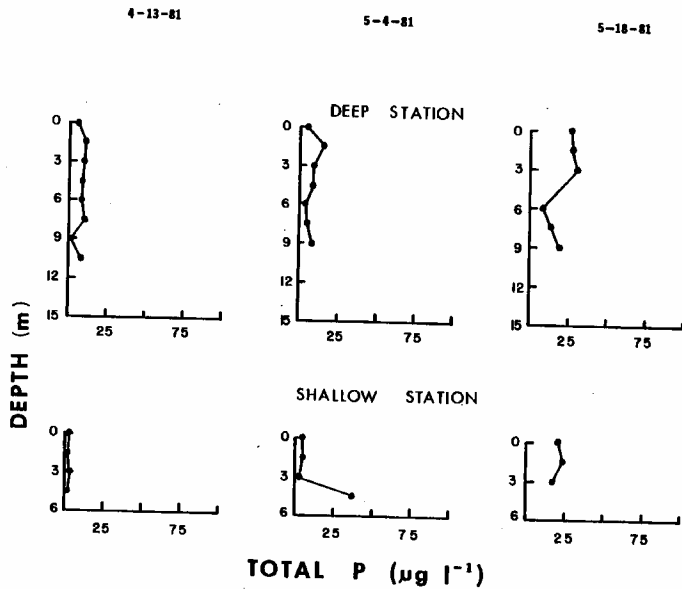 4-13-81 5-4-81 5-18-81
DEEP STATION
0 0 0
3 3 3
6 6 6
9 9 9
12 12 12
15 15 15
25 75 25 75 25 75
DEPTH (m)
SHALLOW STATION
0 0 0
3 3 3
6 6 6
25 75 25 75 25 75
TOTAL P (µg l⁻¹)